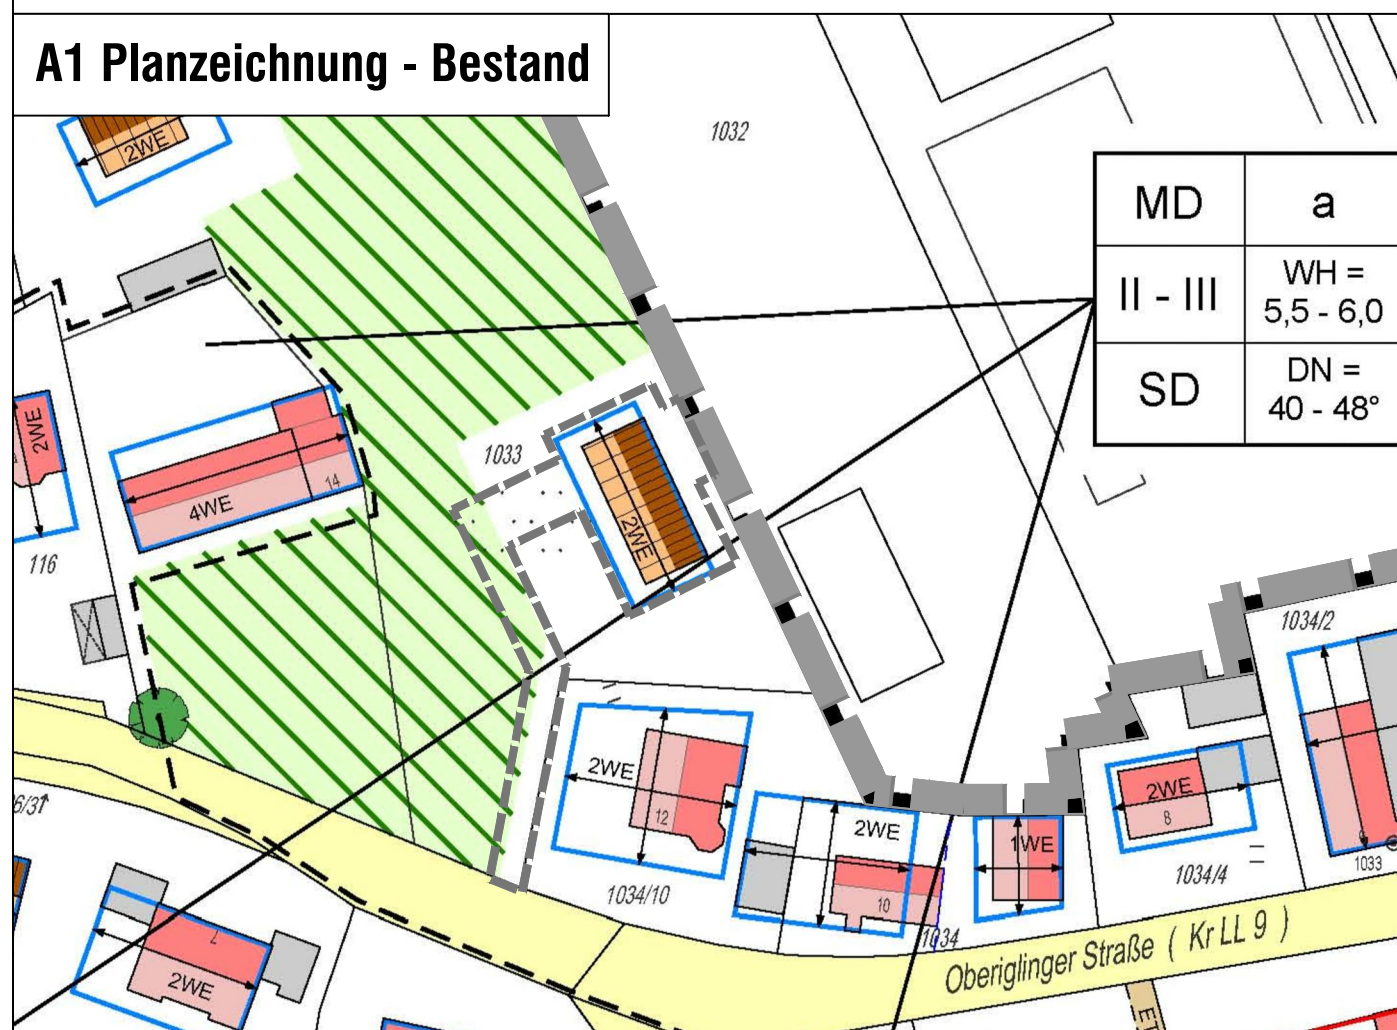 A1 Planzeichnung - Bestand
2WE
1032
MD
a
II - III
WH =
5,5 - 6,0
SD
DN =
40 - 48°
2WE
1033
4WE
14
2WE
116
1034/2
2WE
12
2WE
10
1WE
2WE
8
1033
1034/4
1034/10
1034
6/31
7
2WE
Oberiglinger Straße ( Kr LL 9 )
E